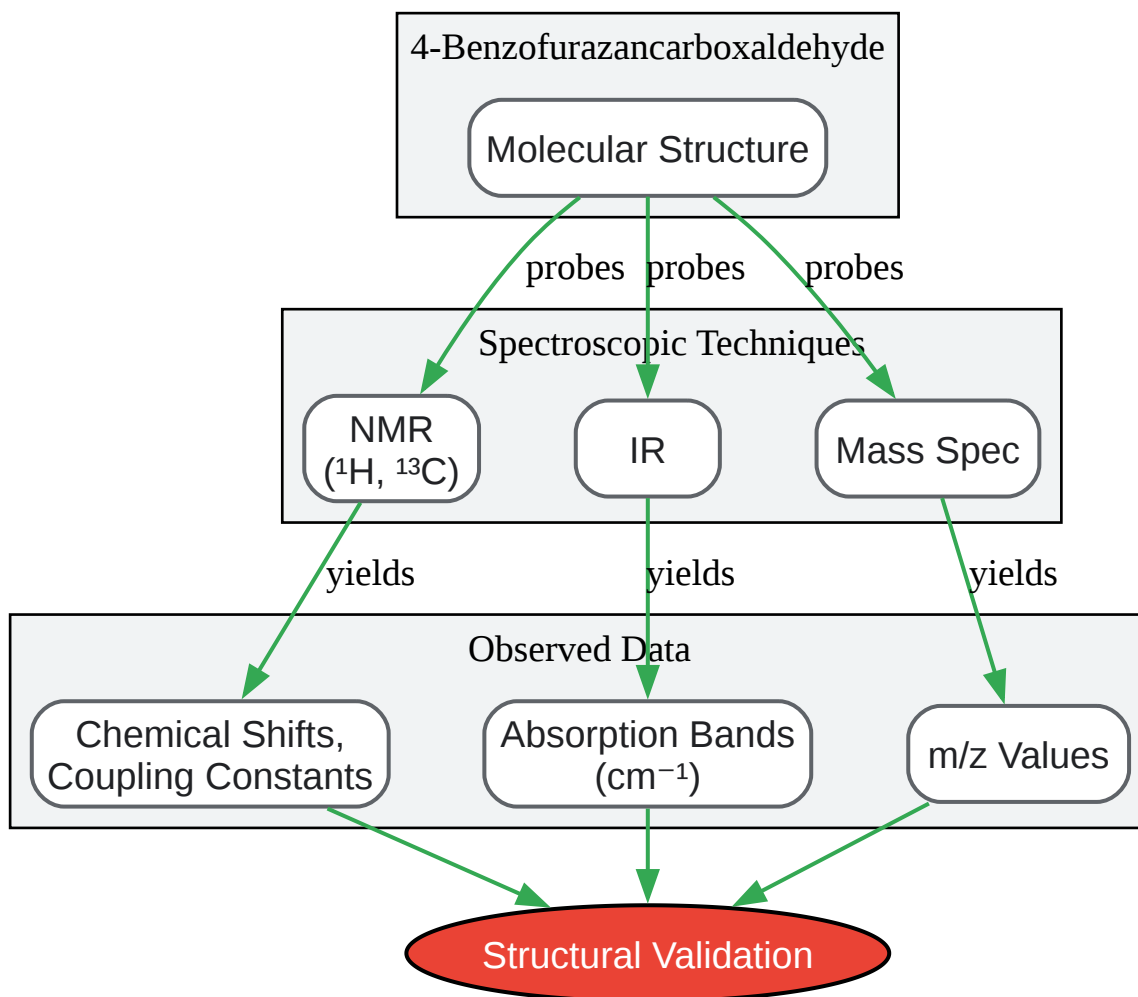 4-Benzofurazancarboxaldehyde
Molecular Structure
probes
probes
probes
Spectroscopic Techniques
NMR
(¹H, ¹³C)
IR
Mass Spec
yields
yields
yields
Observed Data
Chemical Shifts,
Coupling Constants
Absorption Bands
(cm⁻¹)
m/z Values
Structural Validation